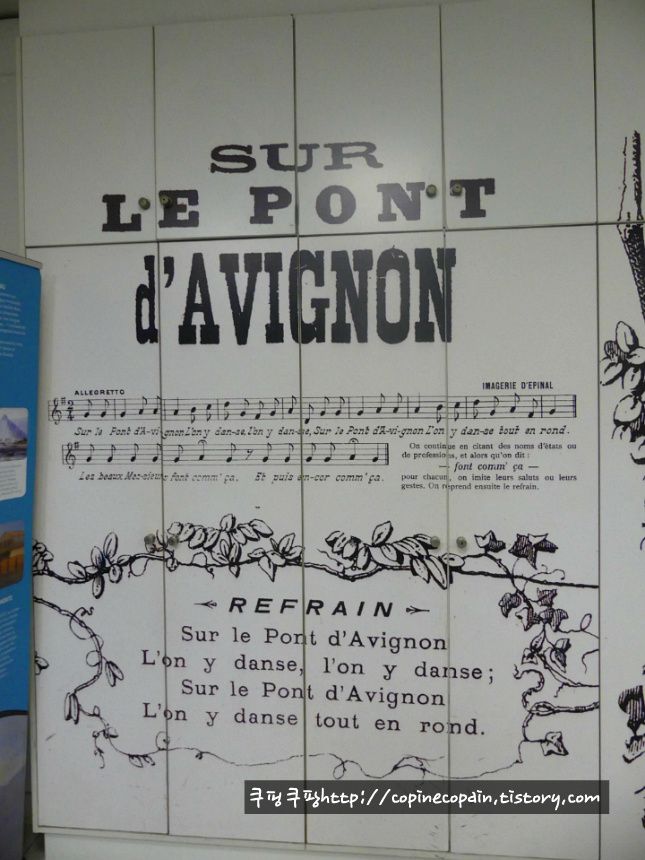 SUR
LE PONT
d'AVIGNON
ALLEGRETTO
IMAGERIE D'EPINAL
Sur le Pont d'A-vi-gnon L'on y dan-se, l'on y dan-se, Sur le Pont d'A-vi-gnon L'on y dan-se tout en rond.
Les beaux Mes-sieurs font comm' ça. Et puis en-cor comm' ça.
On continue en citant des noms d'états ou
de professions, et alors qu'on dit :
— font comm' ça —
pour chacun, on imite leurs saluts ou leurs
gestes. On reprend ensuite le refrain.
REFRAIN
Sur le Pont d'Avignon
L'on y danse, l'on y danse;
Sur le Pont d'Avignon
L'on y danse tout en rond.
쿠펑쿠팡http://copinecopain.tistory.com